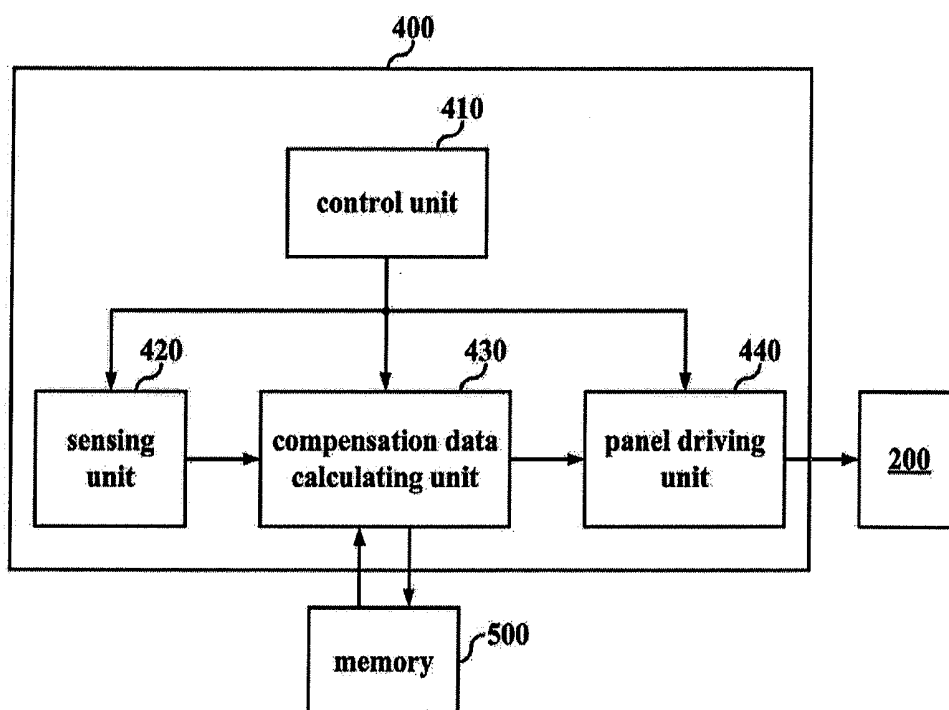 400
410
control unit
420
430
440
sensing
unit
compensation data
calculating unit
panel driving
unit
200
500
memory